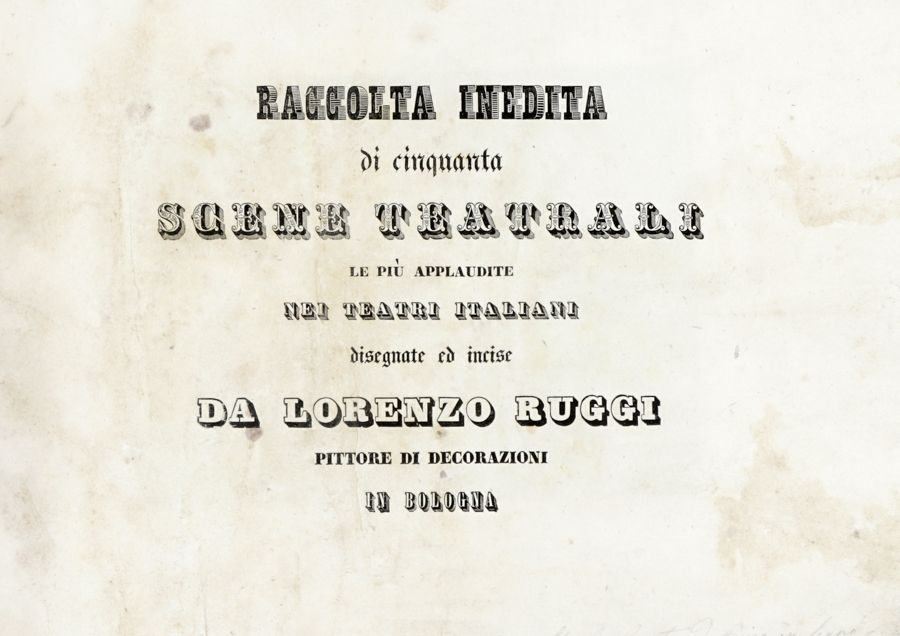 RACCOLTA INEDITA
di cinquanta
SCENE TEATRALI
LE PIÙ APPLAUDITE
NEI TEATRI ITALIANI
disegnate ed incise
DA LORENZO RUGGI
PITTORE DI DECORAZIONI
IN BOLOGNA